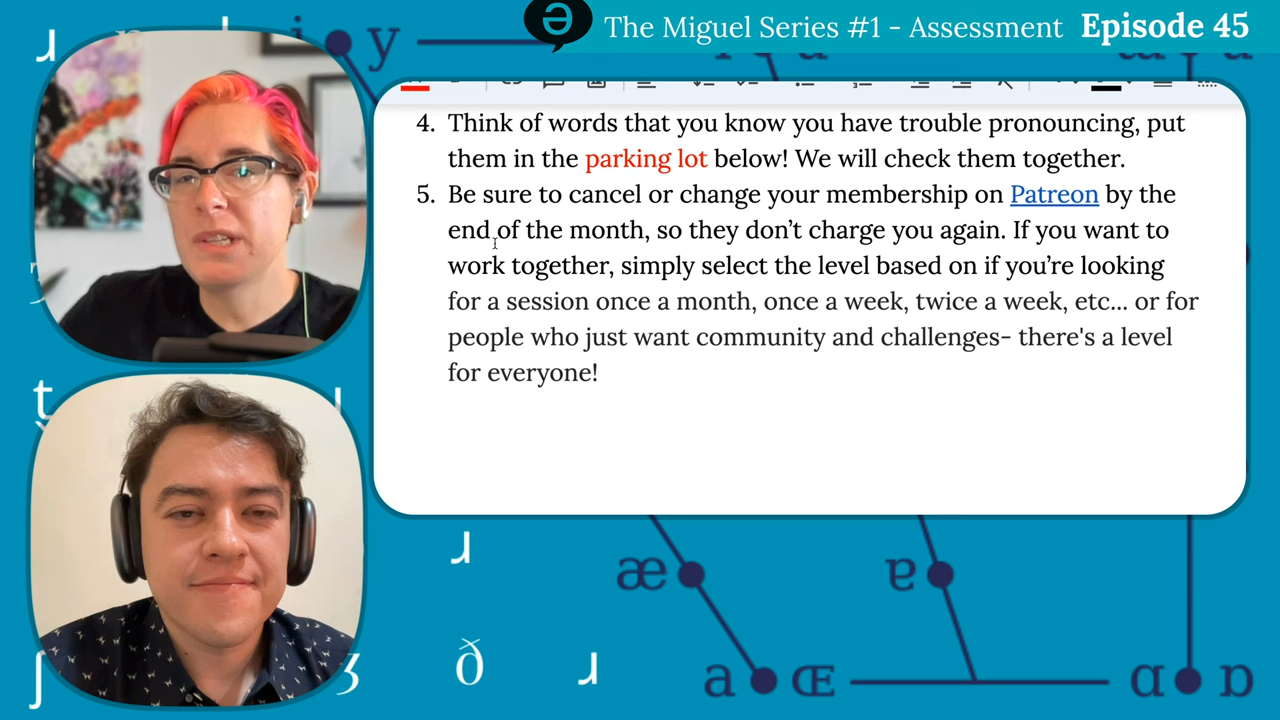 The Miguel Series #1 - Assessment Episode 45
4. Think of words that you know you have trouble pronouncing, put
them in the parking lot below! We will check them together.
5. Be sure to cancel or change your membership on Patreon by the
end of the month, so they don’t charge you again. If you want to
work together, simply select the level based on if you’re looking
for a session once a month, once a week, twice a week, etc... or for
people who just want community and challenges- there's a level
for everyone!
ə
ɹ
i y
t
ɹ
æ
ɐ
ʃ
ʒ
ð
ɹ
a ɶ
ɑ ɒ